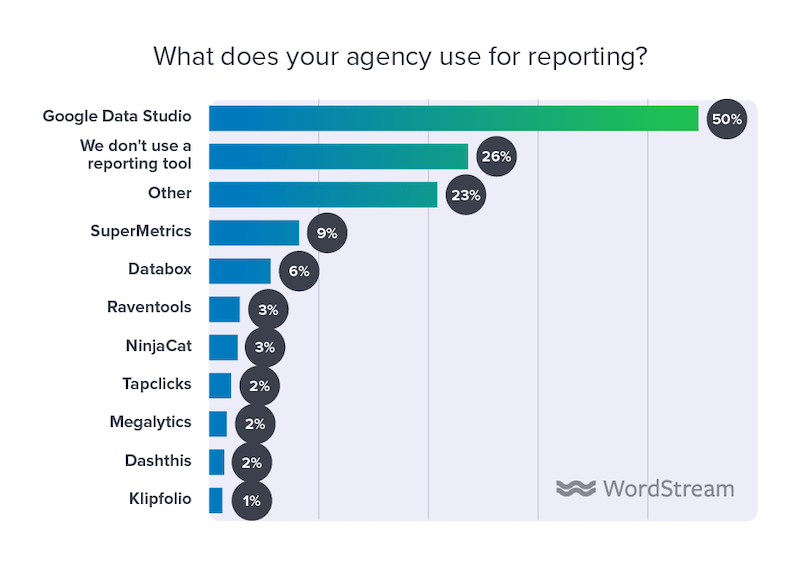 What does your agency use for reporting?
Google Data Studio
50%
We don't use a
reporting tool
26%
Other
23%
SuperMetrics
9%
Databox
6%
Raventools
3%
NinjaCat
3%
Tapclicks
2%
Megalytics
2%
Dashthis
2%
Klipfolio
1%
WordStream